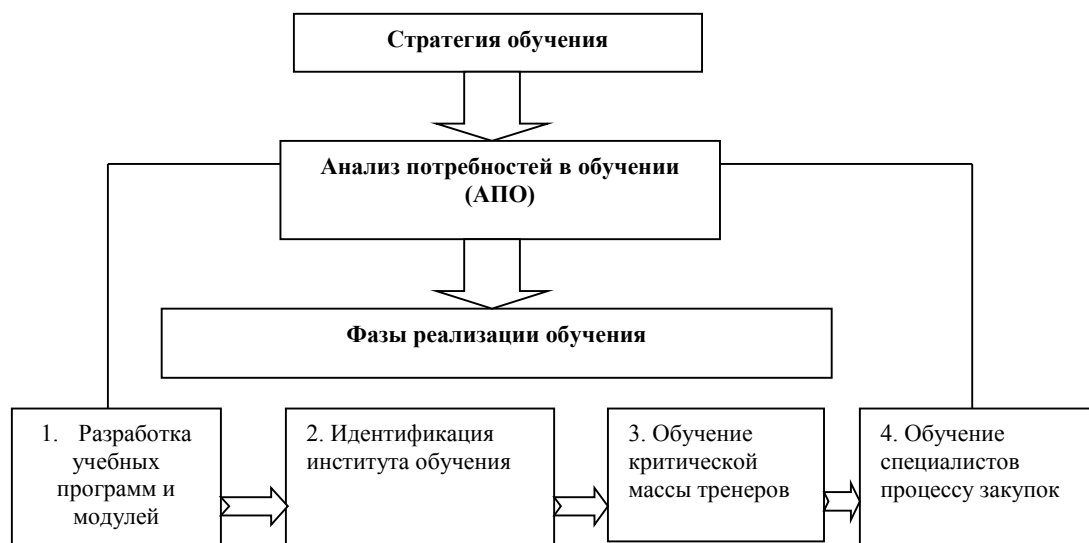 Стратегия обучения
Анализ потребностей в обучении
(АПО)
Фазы реализации обучения
1. Разработка
учебных
программ и
модулей
2. Идентификация
института обучения
3. Обучение
критической
массы тренеров
4. Обучение
специалистов
процессу закупок